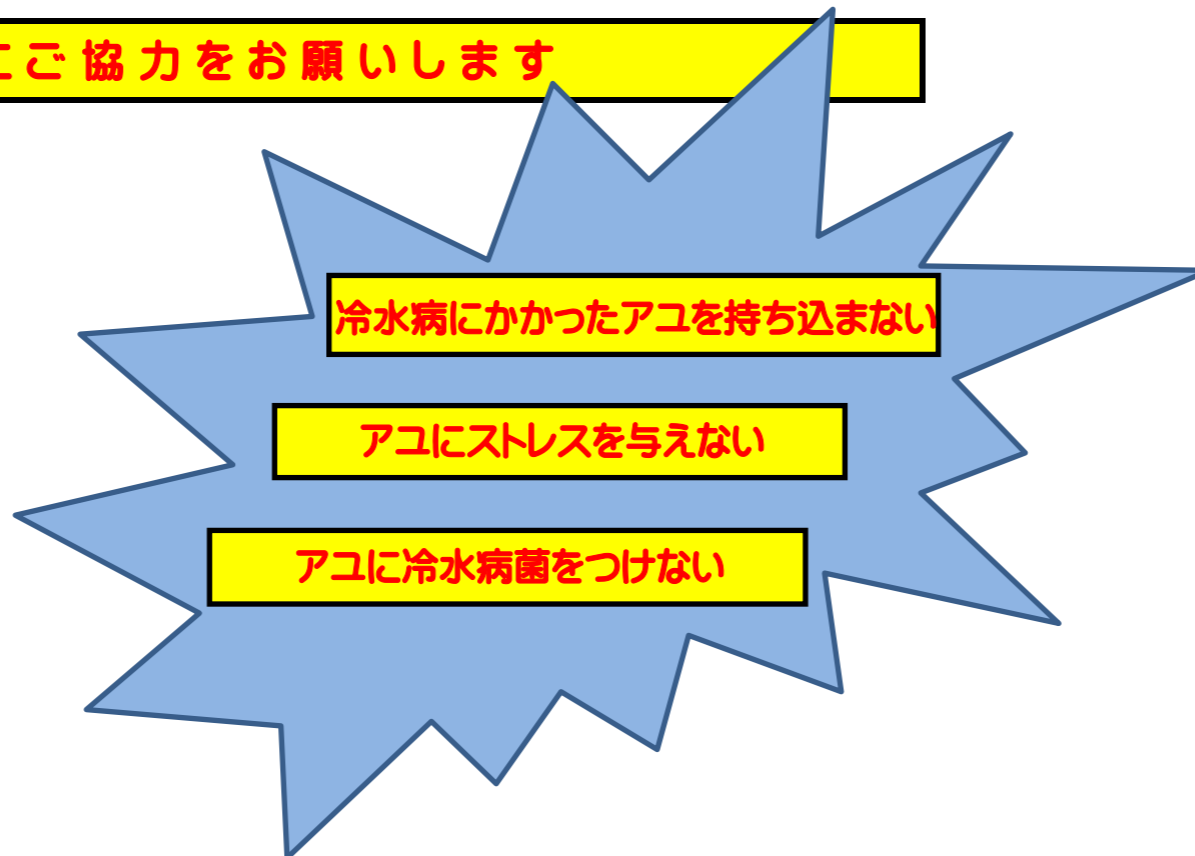 にご協力をお願いします
冷水病にかかったアユを持ち込まない
アユにストレスを与えない
アユに冷水病菌をつけない